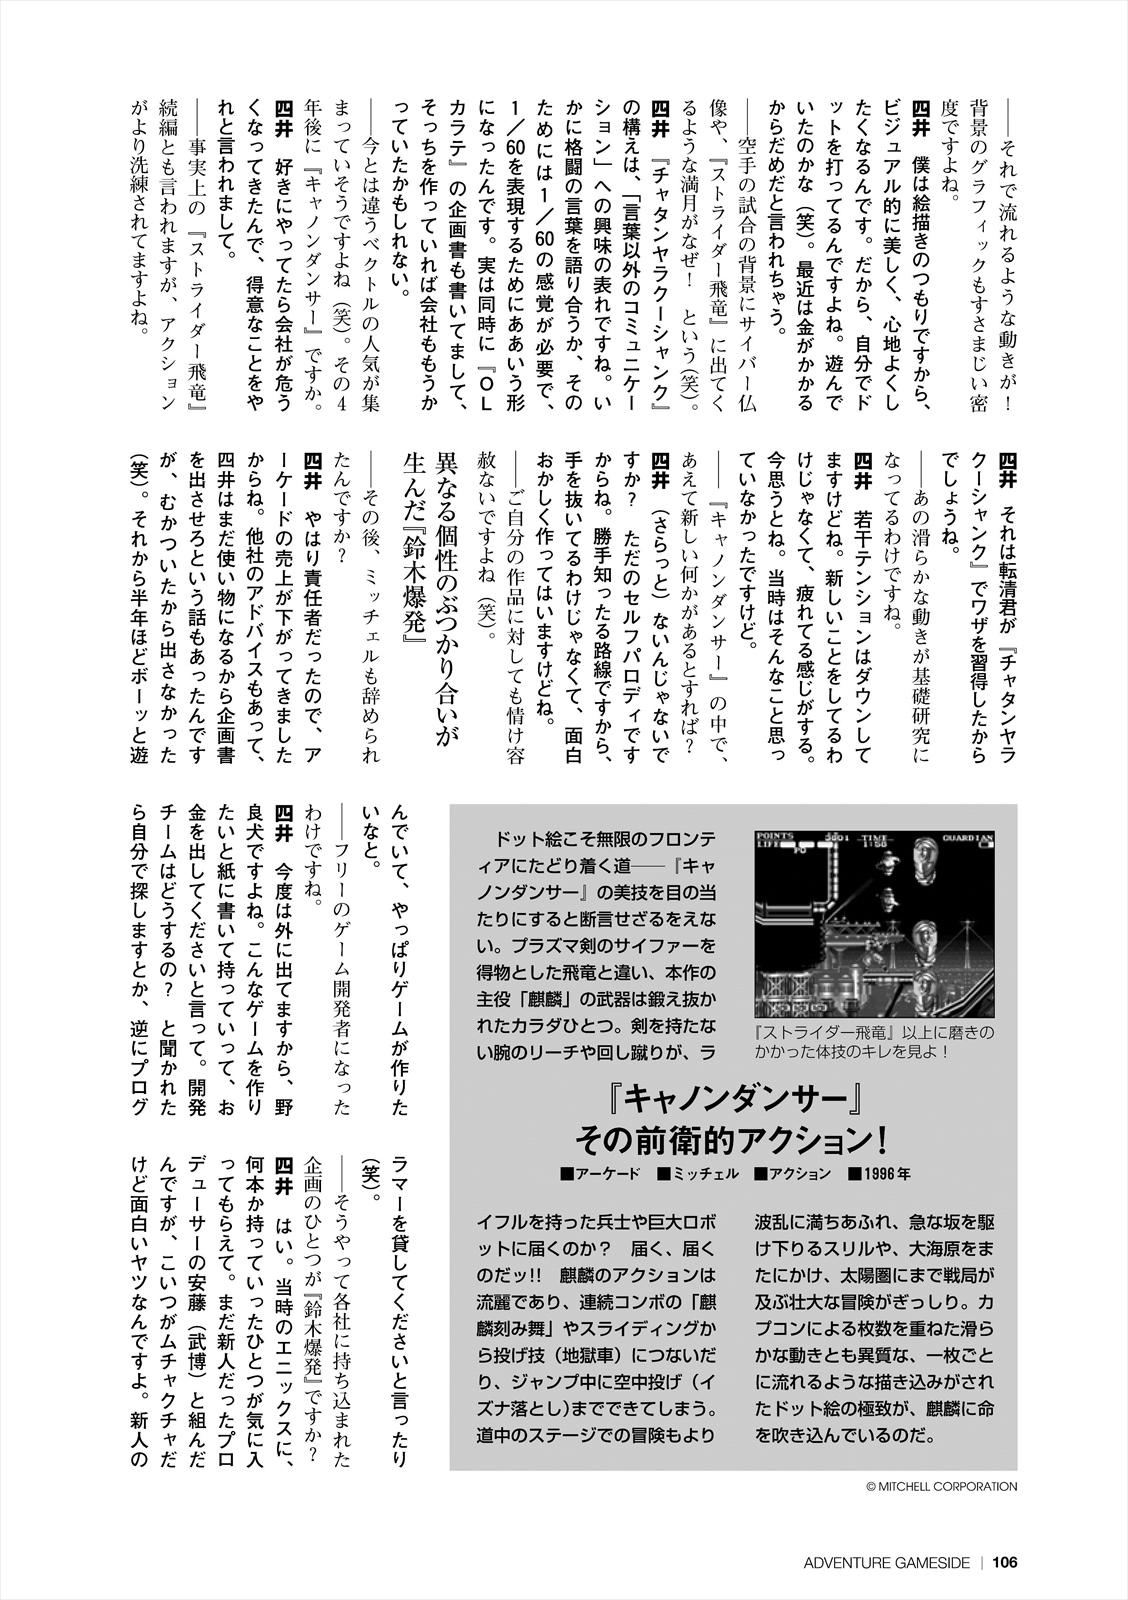 ――それで流れるような動きが！
背景のグラフィックもすさまじい密
度ですよね。
四井　僕は絵描きのつもりですから、
ビジュアル的に美しく、心地よくし
たくなるんです。だから、自分でド
ットを打ってるんですよね。遊んで
いたのかな（笑）。最近は金がかかる
からだめだと言われちゃう。
――空手の試合の背景にサイバー仏
像や、『ストライダー飛竜』に出てく
るような満月がなぜ！　という（笑）。
四井　『チャタンヤラクーシャンク』
の構えは、「言葉以外のコミュニケー
ション」への興味の表れですね。い
かに格闘の言葉を語り合うか、その
ためには1／60の感覚が必要で、
1／60を表現するためにああいう形
になったんです。実は同時に『OL
カラテ』の企画書も書いてまして、
そっちを作っていれば会社ももうか
っていたかもしれない。
――今とは違うベクトルの人気が集
まっていそうですよね（笑）。その4
年後に『キャノンダンサー』ですか。
四井　好きにやってたら会社が危う
くなってきたんで、得意なことをや
れと言われまして。
――事実上の『ストライダー飛竜』
続編とも言われますが、アクション
がより洗練されてますよね。
四井　それは転清君が『チャタンヤラ
クーシャンク』でワザを習得したから
でしょうね。
――あの滑らかな動きが基礎研究に
なってるわけですね。
四井　若干テンションはダウンして
ますけどね。新しいことをしてるわ
けじゃなくて、疲れてる感じがする。
今思うとね。当時はそんなこと思っ
ていなかったですけど。
――『キャノンダンサー』の中で、
あえて新しい何かがあるとすれば？
四井　（さらっと）ないんじゃないで
すか？　ただのセルフパロディです
からね。勝手知ったる路線ですから、
手を抜いてるわけじゃなくて、面白
おかしく作ってはいますけどね。
――ご自分の作品に対しても情け容
赦ないですよね（笑）。
異なる個性のぶつかり合いが
生んだ『鈴木爆発』
――その後、ミッチェルも辞められ
たんですか？
四井　やはり責任者だったので、ア
ーケードの売上が下がってきました
からね。他社のアドバイスもあって、
四井はまだ使い物になるから企画書
を出させろという話もあったんです
が、むかついたから出さなかった
（笑）。それから半年ほどボーッと遊
んでいて、やっぱりゲームが作りた
いなと。
――フリーのゲーム開発者になった
わけですね。
四井　今度は外に出てますから、野
良犬ですよね。こんなゲームを作り
たいと紙に書いて持っていって、お
金を出してくださいと言って。開発
チームはどうするの？　と聞かれた
ら自分で探しますとか、逆にプログ
ラマーを貸してくださいと言ったり
（笑）。
――そうやって各社に持ち込まれた
企画のひとつが『鈴木爆発』ですか？
四井　はい。当時のエニックスに、
何本か持っていったひとつが気に入
ってもらえて。まだ新人だったプロ
デューサーの安藤（武博）と組んだ
んですが、こいつがムチャクチャだ
けど面白いヤツなんですよ。新人の
POINTS
3801
TIME
1:50
GUARDIAN
LIFE
『ストライダー飛竜』以上に磨きの
かかった体技のキレを見よ！
『キャノンダンサー』
その前衛的アクション！
■アーケード　■ミッチェル　■アクション　■1996年
　ドット絵こそ無限のフロンテ
ィアにたどり着く道――『キャ
ノンダンサー』の美技を目の当
たりにすると断言せざるをえな
い。プラズマ剣のサイファーを
得物とした飛竜と違い、本作の
主役「麒麟」の武器は鍛え抜か
れたカラダひとつ。剣を持たな
い腕のリーチや回し蹴りが、ラ
イフルを持った兵士や巨大ロボ
ットに届くのか？　届く、届く
のだッ!!　麒麟のアクションは
流麗であり、連続コンボの「麒
麟刻み舞」やスライディングか
ら投げ技（地獄車）につないだ
り、ジャンプ中に空中投げ（イ
ズナ落とし）までできてしまう。
道中のステージでの冒険もより
波乱に満ちあふれ、急な坂を駆
け下りるスリルや、大海原をま
たにかけ、太陽圏にまで戦局が
及ぶ壮大な冒険がぎっしり。カ
プコンによる枚数を重ねた滑ら
かな動きとも異質な、一枚ごと
に流れるような描き込みがされ
たドット絵の極致が、麒麟に命
を吹き込んでいるのだ。
© MITCHELL CORPORATION
ADVENTURE GAMESIDE | 106